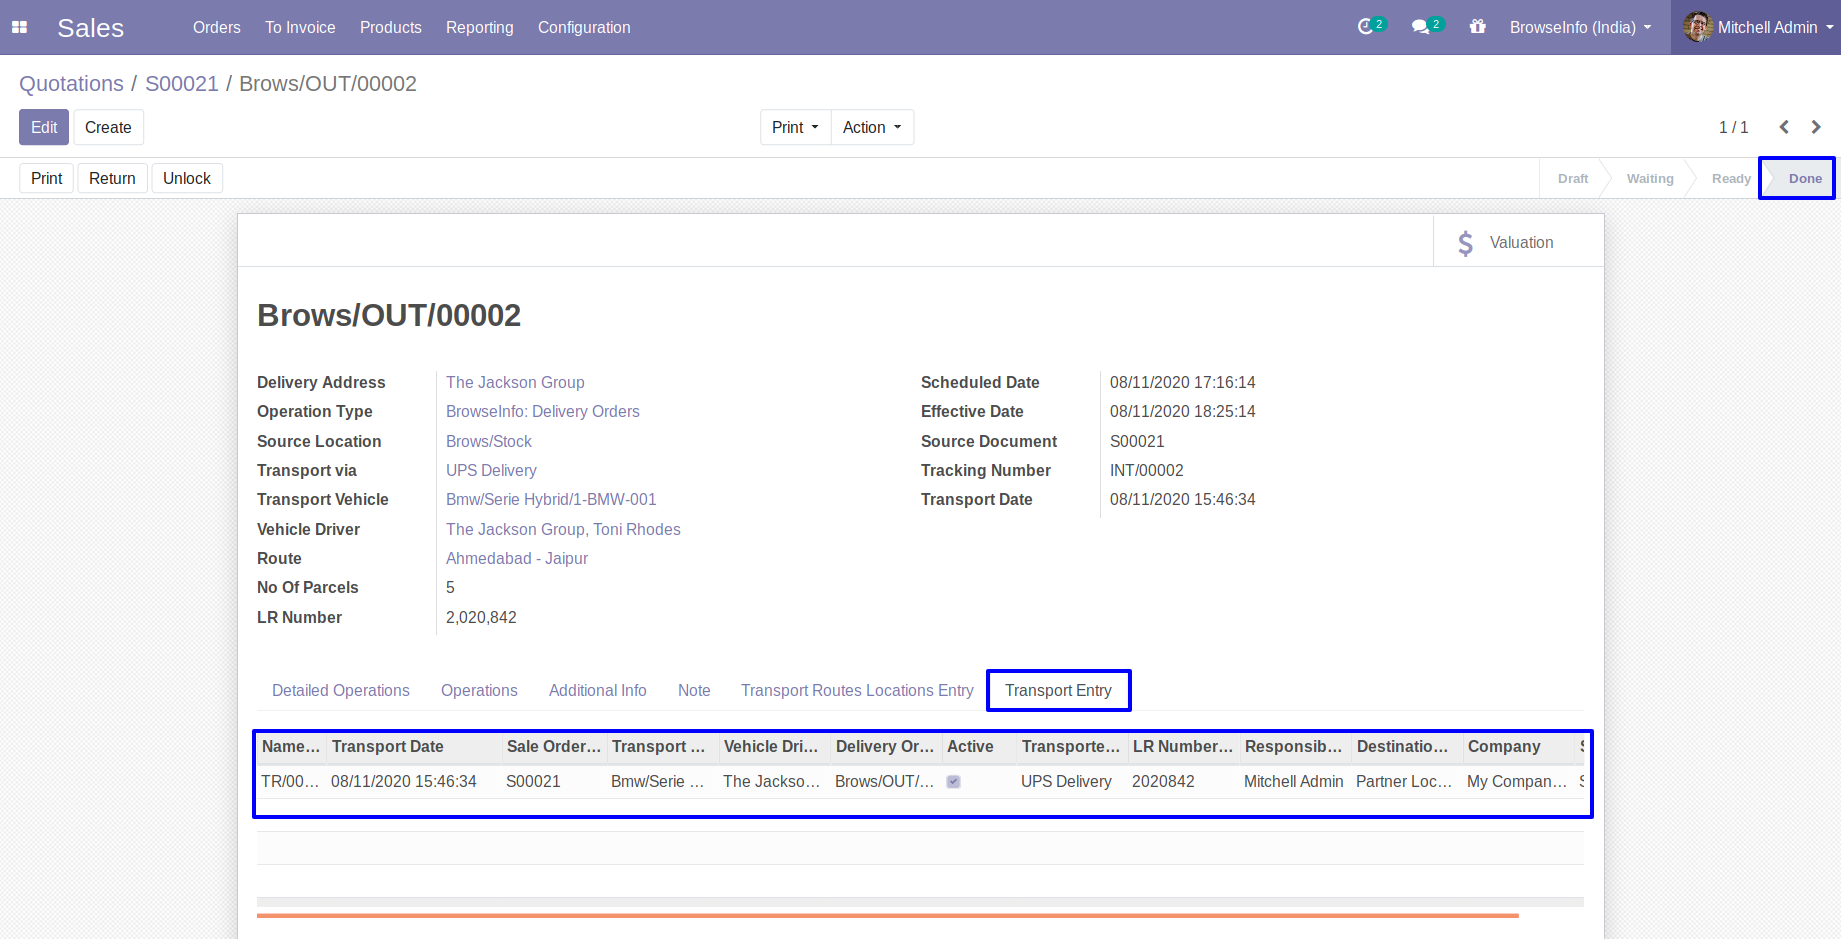 Sales Orders To Invoice Products Reporting Configuration 2 2 BrowseInfo (India) Mitchell Admin
Quotations / S00021 / Brows/OUT/00002
Edit Create Print Action 1 / 1
Print Return Unlock Draft Waiting Ready Done
$ Valuation
Brows/OUT/00002
Delivery Address The Jackson Group Scheduled Date 08/11/2020 17:16:14
Operation Type BrowseInfo: Delivery Orders Effective Date 08/11/2020 18:25:14
Source Location Brows/Stock Source Document S00021
Transport via UPS Delivery Tracking Number INT/00002
Transport Vehicle Bmw/Serie Hybrid/1-BMW-001 Transport Date 08/11/2020 15:46:34
Vehicle Driver The Jackson Group, Toni Rhodes
Route Ahmedabad - Jaipur
No Of Parcels 5
LR Number 2,020,842
Detailed Operations Operations Additional Info Note Transport Routes Locations Entry Transport Entry
Name... Transport Date Sale Order... Transport ... Vehicle Dri... Delivery Or... Active Transporte... LR Number... Responsib... Destinatio... Company S
TR/00... 08/11/2020 15:46:34 S00021 Bmw/Serie ... The Jackso... Brows/OUT/... UPS Delivery 2020842 Mitchell Admin Partner Loc... My Compan... S